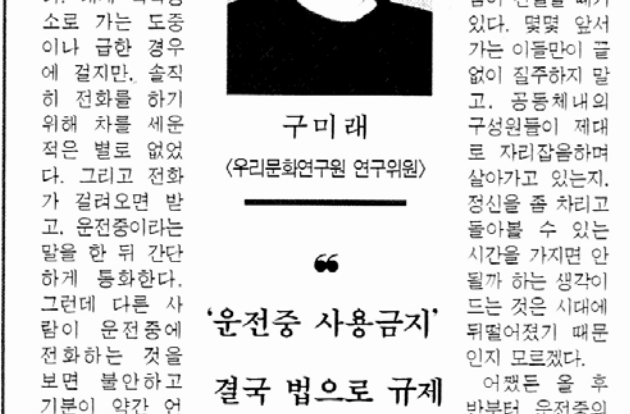 소로 가는 도중
이나 급한 경우
에 걸지만, 솔직
히 전화를 하기
위해 차를 세운
적은 별로 없었
다. 그리고 전화
가 걸려오면 받
고, 운전중이라는
말을 한 뒤 간단
하게 통화한다.
그런데 다른 사
람이 운전중에
전화하는 것을
보면 불안하고
기분이 약간 언
구미래
〈우리문화연구원 연구위원〉
“
‘운전중 사용금지’
결국 법으로 규제
있다. 몇몇 앞서
가는 이들만이 끝
없이 질주하지 말
고, 공동체내의
구성원들이 제대
로 자리잡음하며
살아가고 있는지,
정신을 좀 차리고
돌아볼 수 있는
시간을 가지면 안
될까 하는 생각이
드는 것은 시대에
뒤떨어졌기 때문
인지 모르겠다.
어쨌든 올 후
반부터 운전중의